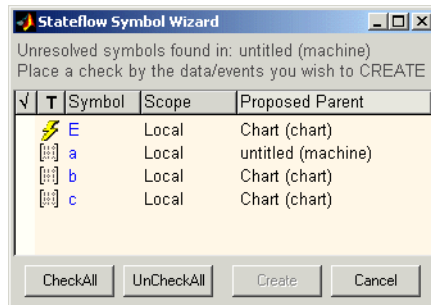 Stateflow Symbol Wizard
Unresolved symbols found in: untitled (machine)
Place a check by the data/events you wish to CREATE
√ T Symbol Scope Proposed Parent
E Local Chart (chart)
a Local untitled (machine)
b Local Chart (chart)
c Local Chart (chart)
CheckAll UnCheckAll Create Cancel